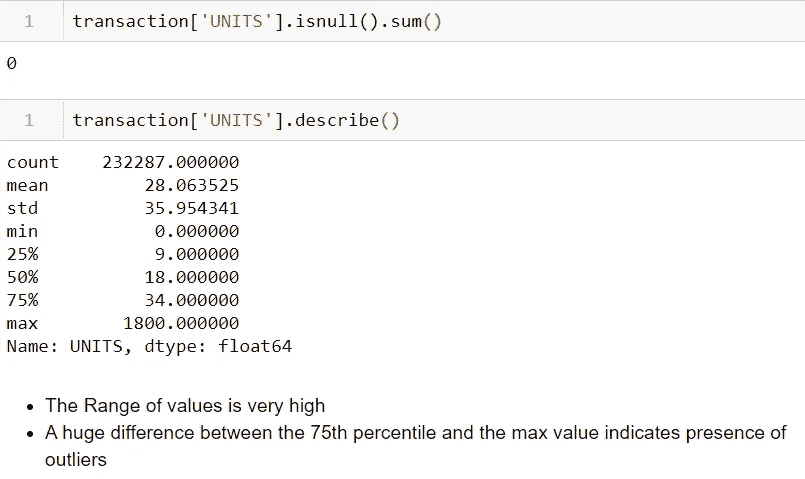 1 transaction['UNITS'].isnull().sum()
0
1 transaction['UNITS'].describe()
count 232287.000000
mean 28.063525
std 35.954341
min 0.000000
25% 9.000000
50% 18.000000
75% 34.000000
max 1800.000000
Name: UNITS, dtype: float64
• The Range of values is very high
• A huge difference between the 75th percentile and the max value indicates presence of
outliers